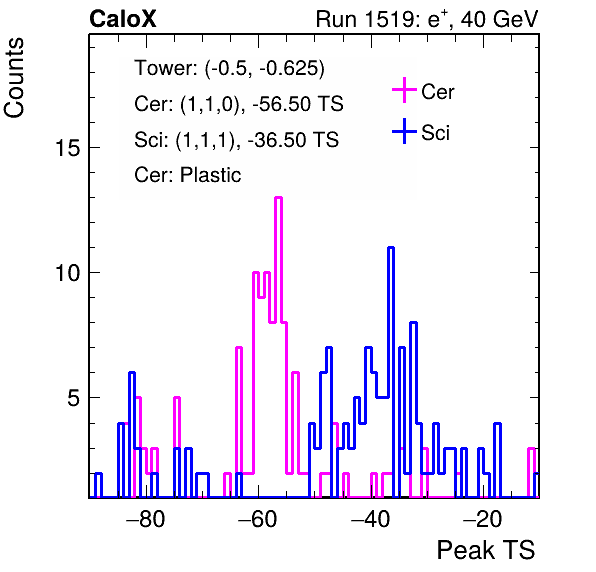 CaloX Run 1519: e⁺, 40 GeV
Counts
Tower: (-0.5, -0.625)
Cer: (1,1,0), -56.50 TS
Sci: (1,1,1), -36.50 TS
Cer: Plastic
Cer
Sci
15
10
5
−80 −60 −40 −20
Peak TS